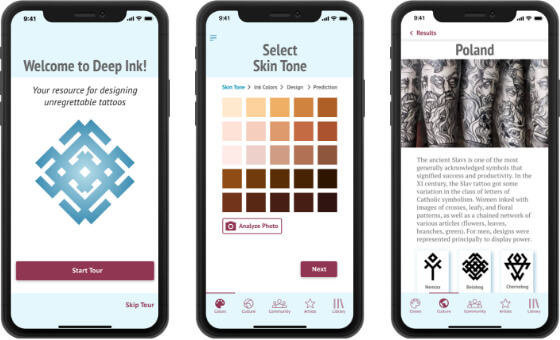 9:41
Welcome to Deep Ink!
Your resource for designing
unregrettable tattoos
Start Tour
Skip Tour
9:41
Select
Skin Tone
Skin Tone > Ink Colors > Design > Prediction
Analyze Photo
Next
Colors Culture Community Artists Library
9:41
< Results
Poland
The ancient Slavs is one of the most
generally acknowledged symbols that
signified success and productivity. In the
XI century, the Slav tattoo got some
variation in the class of letters of
Catholic symbolism. Women inked with
images of crosses, leafy, and floral
patterns, as well as a chained network of
various articles (flowers, leaves,
branches, green). For men, designs were
represented principally to display power.
Nemiza Belobog Chernobog
Colors Culture Community Artists Library